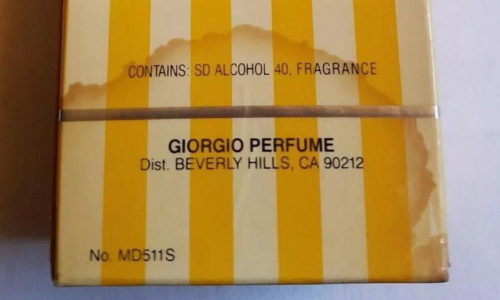 CONTAINS: SD ALCOHOL 40, FRAGRANCE
GIORGIO PERFUME
Dist. BEVERLY HILLS, CA 90212
No. MD511S